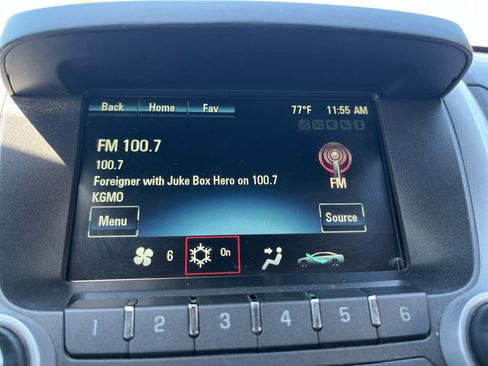 Back Home Fav 77°F 11:55 AM
FM 100.7
100.7
Foreigner with Juke Box Hero on 100.7
KGMO
FM
Menu Source
6 On
1 2 3 4 5 6